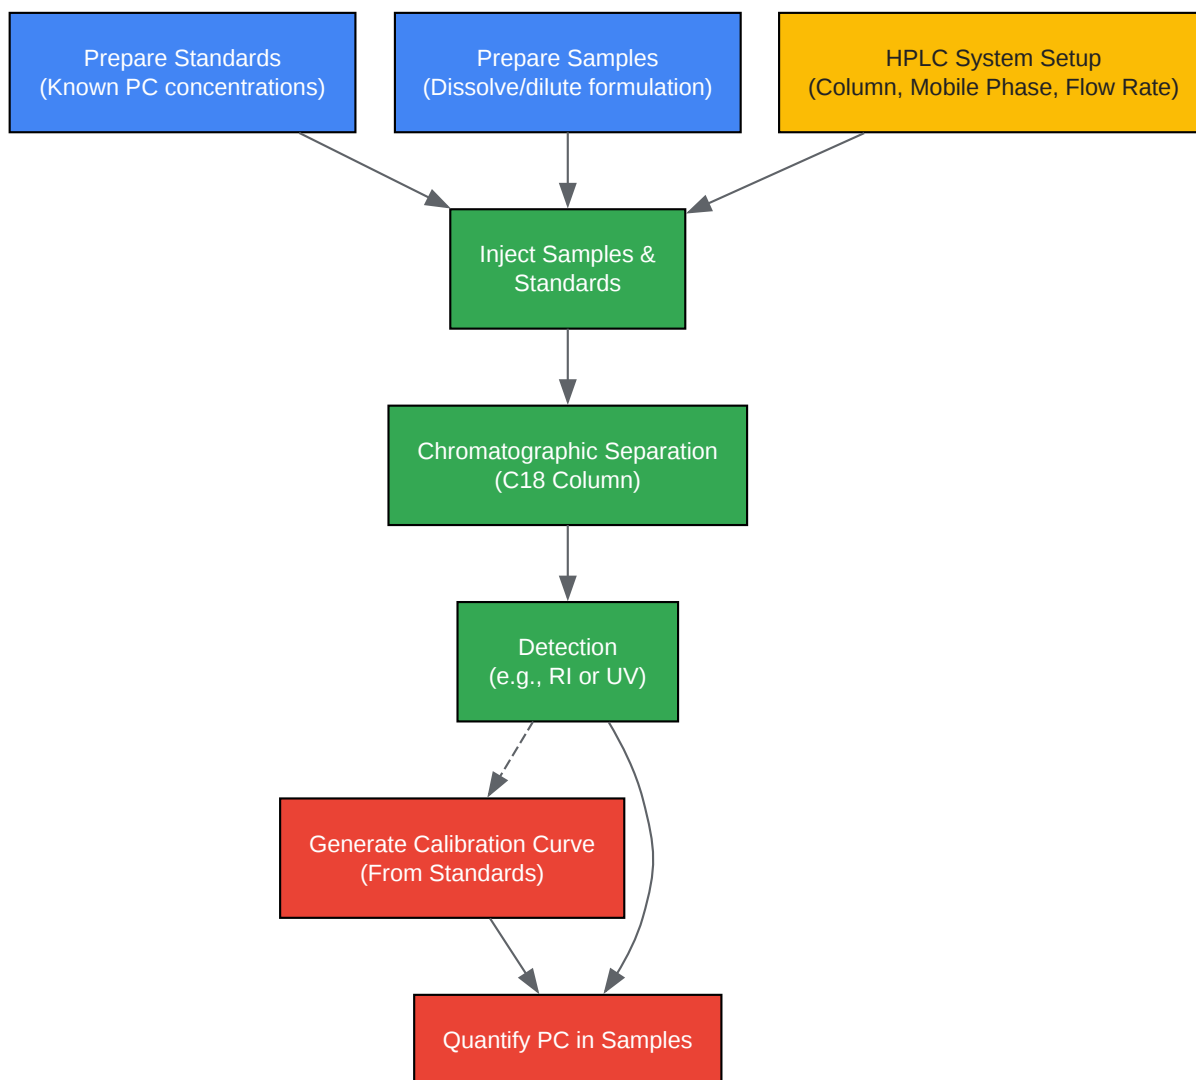 Prepare Standards
(Known PC concentrations)
Prepare Samples
(Dissolve/dilute formulation)
HPLC System Setup
(Column, Mobile Phase, Flow Rate)
Inject Samples &
Standards
Chromatographic Separation
(C18 Column)
Detection
(e.g., RI or UV)
Generate Calibration Curve
(From Standards)
Quantify PC in Samples